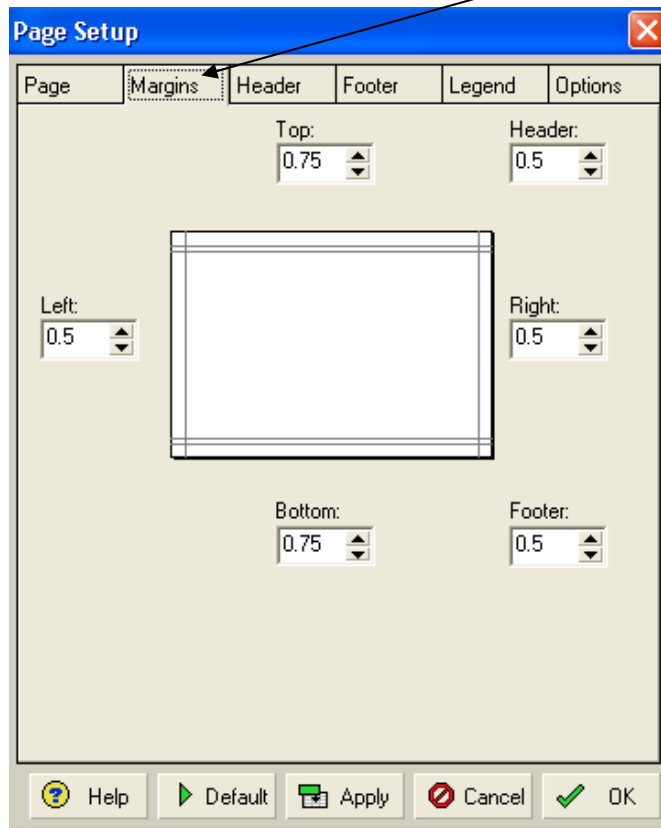 Page Setup
Page Margins Header Footer Legend Options
Top: Header:
0.75 0.5
Left: Right:
0.5 0.5
Bottom: Footer:
0.75 0.5
? Help Default Apply Cancel OK